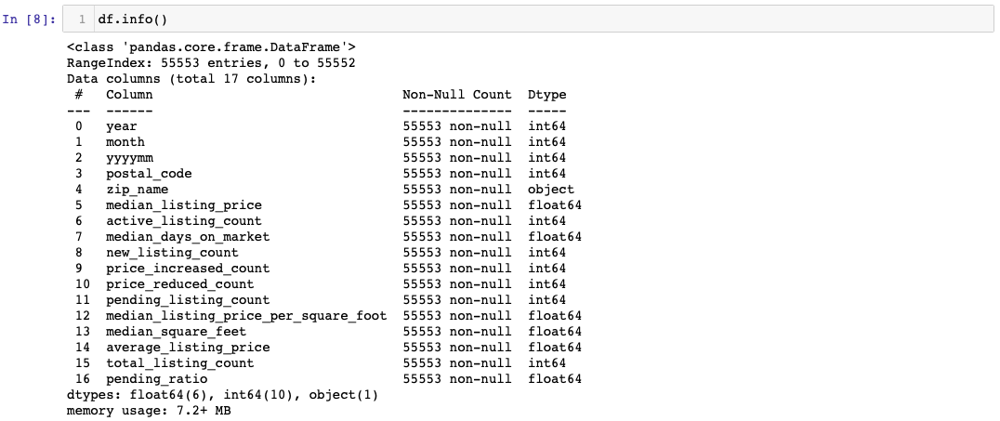 In [8]: 1 df.info()
<class 'pandas.core.frame.DataFrame'>
RangeIndex: 55553 entries, 0 to 55552
Data columns (total 17 columns):
 #   Column                              Non-Null Count  Dtype
---  ------                              --------------  -----
 0   year                                55553 non-null  int64
 1   month                               55553 non-null  int64
 2   yyyymm                              55553 non-null  int64
 3   postal_code                         55553 non-null  int64
 4   zip_name                            55553 non-null  object
 5   median_listing_price                55553 non-null  float64
 6   active_listing_count                55553 non-null  int64
 7   median_days_on_market               55553 non-null  float64
 8   new_listing_count                   55553 non-null  int64
 9   price_increased_count               55553 non-null  int64
 10  price_reduced_count                 55553 non-null  int64
 11  pending_listing_count               55553 non-null  int64
 12  median_listing_price_per_square_foot  55553 non-null  float64
 13  median_square_feet                  55553 non-null  float64
 14  average_listing_price               55553 non-null  float64
 15  total_listing_count                 55553 non-null  int64
 16  pending_ratio                       55553 non-null  float64
dtypes: float64(6), int64(10), object(1)
memory usage: 7.2+ MB